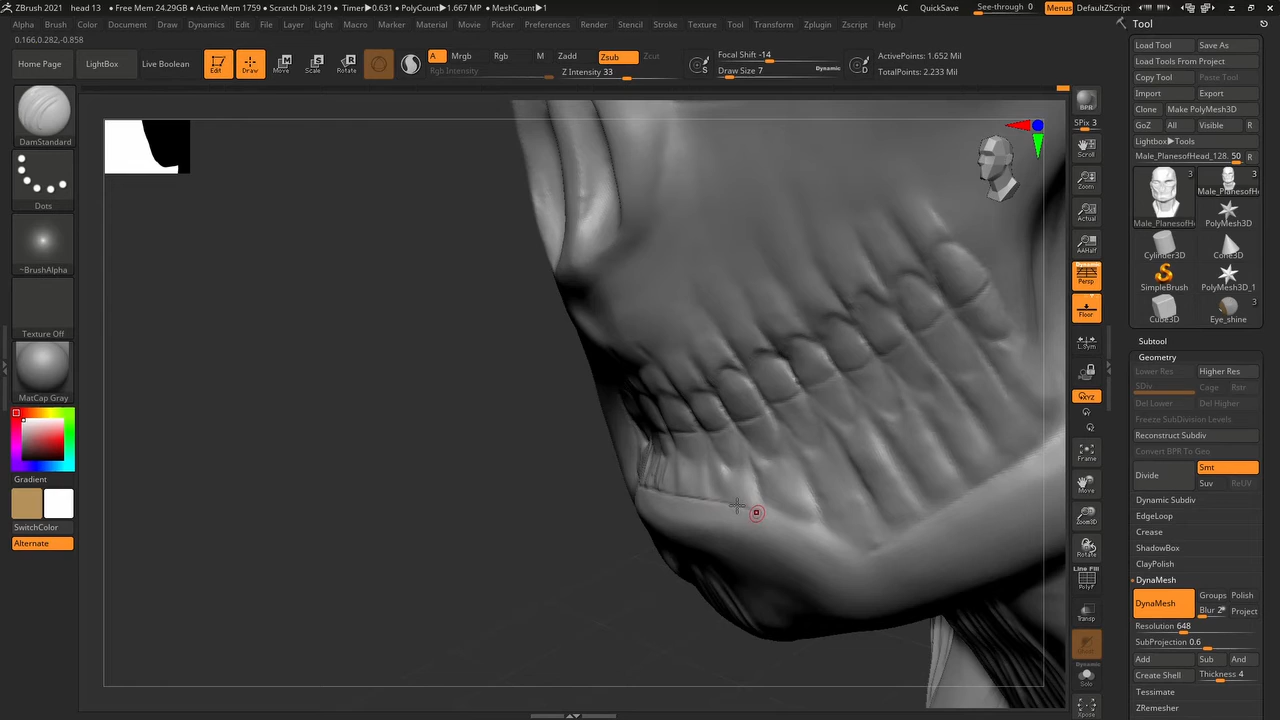 ZBrush 2021 head 13 • Free Mem 24.29GB • Active Mem 1759 • Scratch Disk 219 • Timer▶0.631 • PolyCount▶1.667 MP • MeshCount▶1
AC QuickSave See-through 0 Menus DefaultZScript
Tool
Alpha Brush Color Document Draw Dynamics Edit File Layer Light Macro Marker Material Movie Picker Preferences Render Stencil Stroke Texture Tool Transform Zplugin Zscript Help
0.166,0.282,-0.858
Load Tool Save As
Home Page LightBox Live Boolean
Edit Draw Move Scale Rotate
A Mrgb Rgb M Zadd Zsub Zcut
Rgb Intensity Z Intensity 33
Focal Shift -14
Draw Size 7 Dynamic
S D
ActivePoints: 1.652 Mil
TotalPoints: 2.233 Mil
Load Tools From Project
Copy Tool Paste Tool
Import Export
Clone Make PolyMesh3D
GoZ All Visible R
Lightbox▶Tools
Male_PlanesofHead_128. 50 R
3 3
Male_PlanesofHe
Male_PlanesofHe PolyMesh3D
Cylinder3D Cone3D
SimpleBrush PolyMesh3D_1
3
Cube3D Eye_shine
DamStandard
Dots
~BrushAlpha
Texture Off
MatCap Gray
Gradient
SwitchColor
Alternate
BPR
SPix 3
Scroll
Zoom
Actual
AAHalf
Dynamic
Persp
Floor
L.Sym
XYZ
Frame
Move
Zoom3D
Rotate
Line Fill
PolyF
Transp
Dynamic
Solo
Xpose
Subtool
Geometry
Lower Res Higher Res
SDiv Cage Rstr
Del Lower Del Higher
Freeze SubDivision Levels
Reconstruct Subdiv
Convert BPR To Geo
Divide Smt
Suv ReUV
Dynamic Subdiv
EdgeLoop
Crease
ShadowBox
ClayPolish
DynaMesh
DynaMesh Groups Polish
Blur 2 Project
Resolution 648
SubProjection 0.6
Add Sub And
Create Shell Thickness 4
Tessimate
ZRemesher